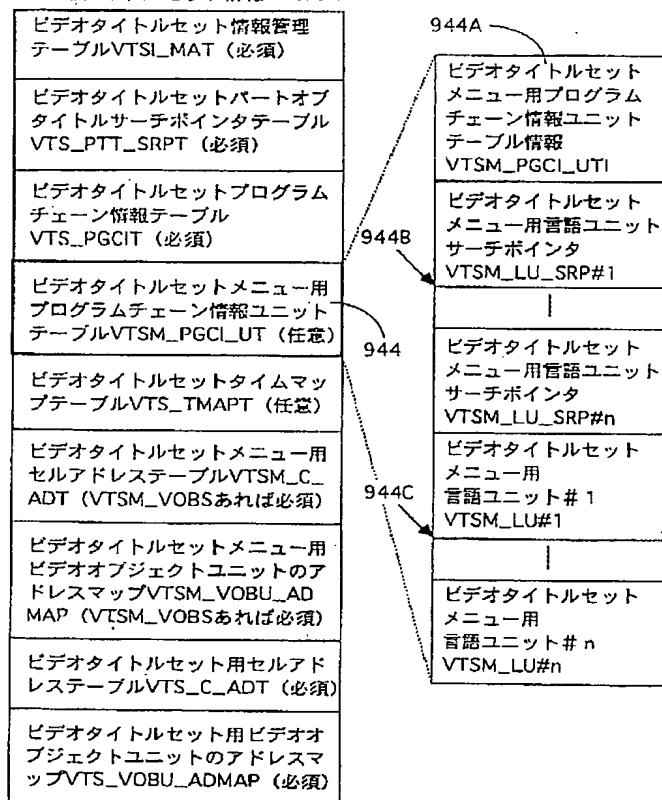 ビデオタイトルセット情報管理
テーブルVTSI_MAT（必須）
ビデオタイトルセットパートオブ
タイトルサーチポインタテーブル
VTS_PTT_SRPT（必須）
ビデオタイトルセットプログラム
チェーン情報テーブル
VTS_PGCIT（必須）
ビデオタイトルセットメニュー用
プログラムチェーン情報ユニット
テーブルVTSM_PGCI_UT（任意）
ビデオタイトルセットタイムマッ
プテーブルVTS_TMAPT（任意）
ビデオタイトルセットメニュー用
セルアドレステーブルVTSM_C_
ADT（VTSM_VOBSあれば必須）
ビデオタイトルセットメニュー用
ビデオオブジェクトユニットのア
ドレスマップVTSM_VOBU_AD
MAP（VTSM_VOBSあれば必須）
ビデオタイトルセット用セルアド
レステーブルVTS_C_ADT（必須）
ビデオタイトルセット用ビデオオ
ブジェクトユニットのアドレスマ
ップVTS_VOBU_ADMAP（必須）
944
944A
ビデオタイトルセット
メニュー用プログラム
チェーン情報ユニット
テーブル情報
VTSM_PGCI_UTI
944B
ビデオタイトルセット
メニュー用言語ユニット
サーチポインタ
VTSM_LU_SRP#1
ビデオタイトルセット
メニュー用言語ユニット
サーチポインタ
VTSM_LU_SRP#n
944C
ビデオタイトルセット
メニュー用
言語ユニット＃1
VTSM_LU#1
ビデオタイトルセット
メニュー用
言語ユニット＃n
VTSM_LU#n